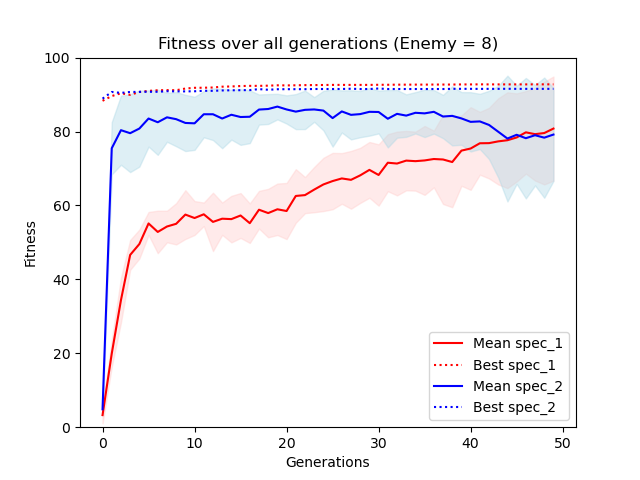 Fitness over all generations (Enemy = 8)
100
80
60
40
20
0
Fitness
0 10 20 30 40 50
Generations
Mean spec_1
Best spec_1
Mean spec_2
Best spec_2